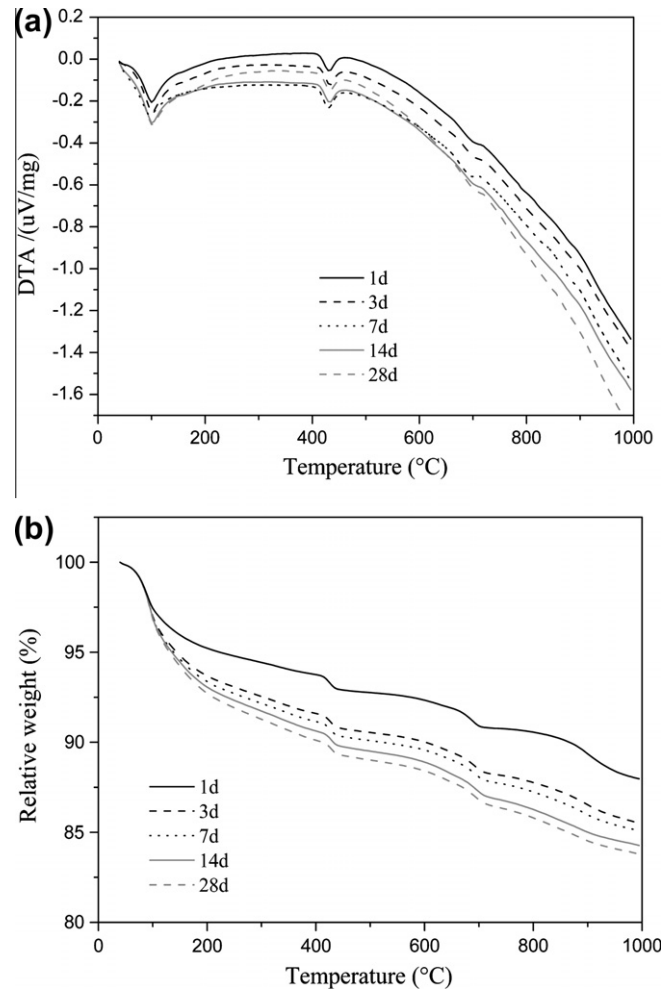 (a)
0.2
0.0
-0.2
-0.4
-0.6
-0.8
-1.0
-1.2
-1.4
-1.6
DTA /(uV/mg)
1d
3d
7d
14d
28d
0 200 400 600 800 1000
Temperature (°C)
(b)
100
95
90
85
80
Relative weight (%)
1d
3d
7d
14d
28d
0 200 400 600 800 1000
Temperature (°C)